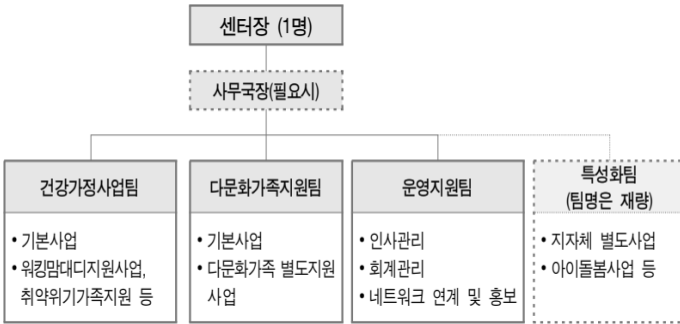 센터장 (1명)
사무국장(필요시)
건강가정사업팀
• 기본사업
• 워킹맘대디지원사업,
취약위기가족지원 등
다문화가족지원팀
• 기본사업
• 다문화가족 별도지원
사업
운영지원팀
• 인사관리
• 회계관리
• 네트워크 연계 및 홍보
특성화팀
(팀명은 재량)
• 지자체 별도사업
• 아이돌봄사업 등